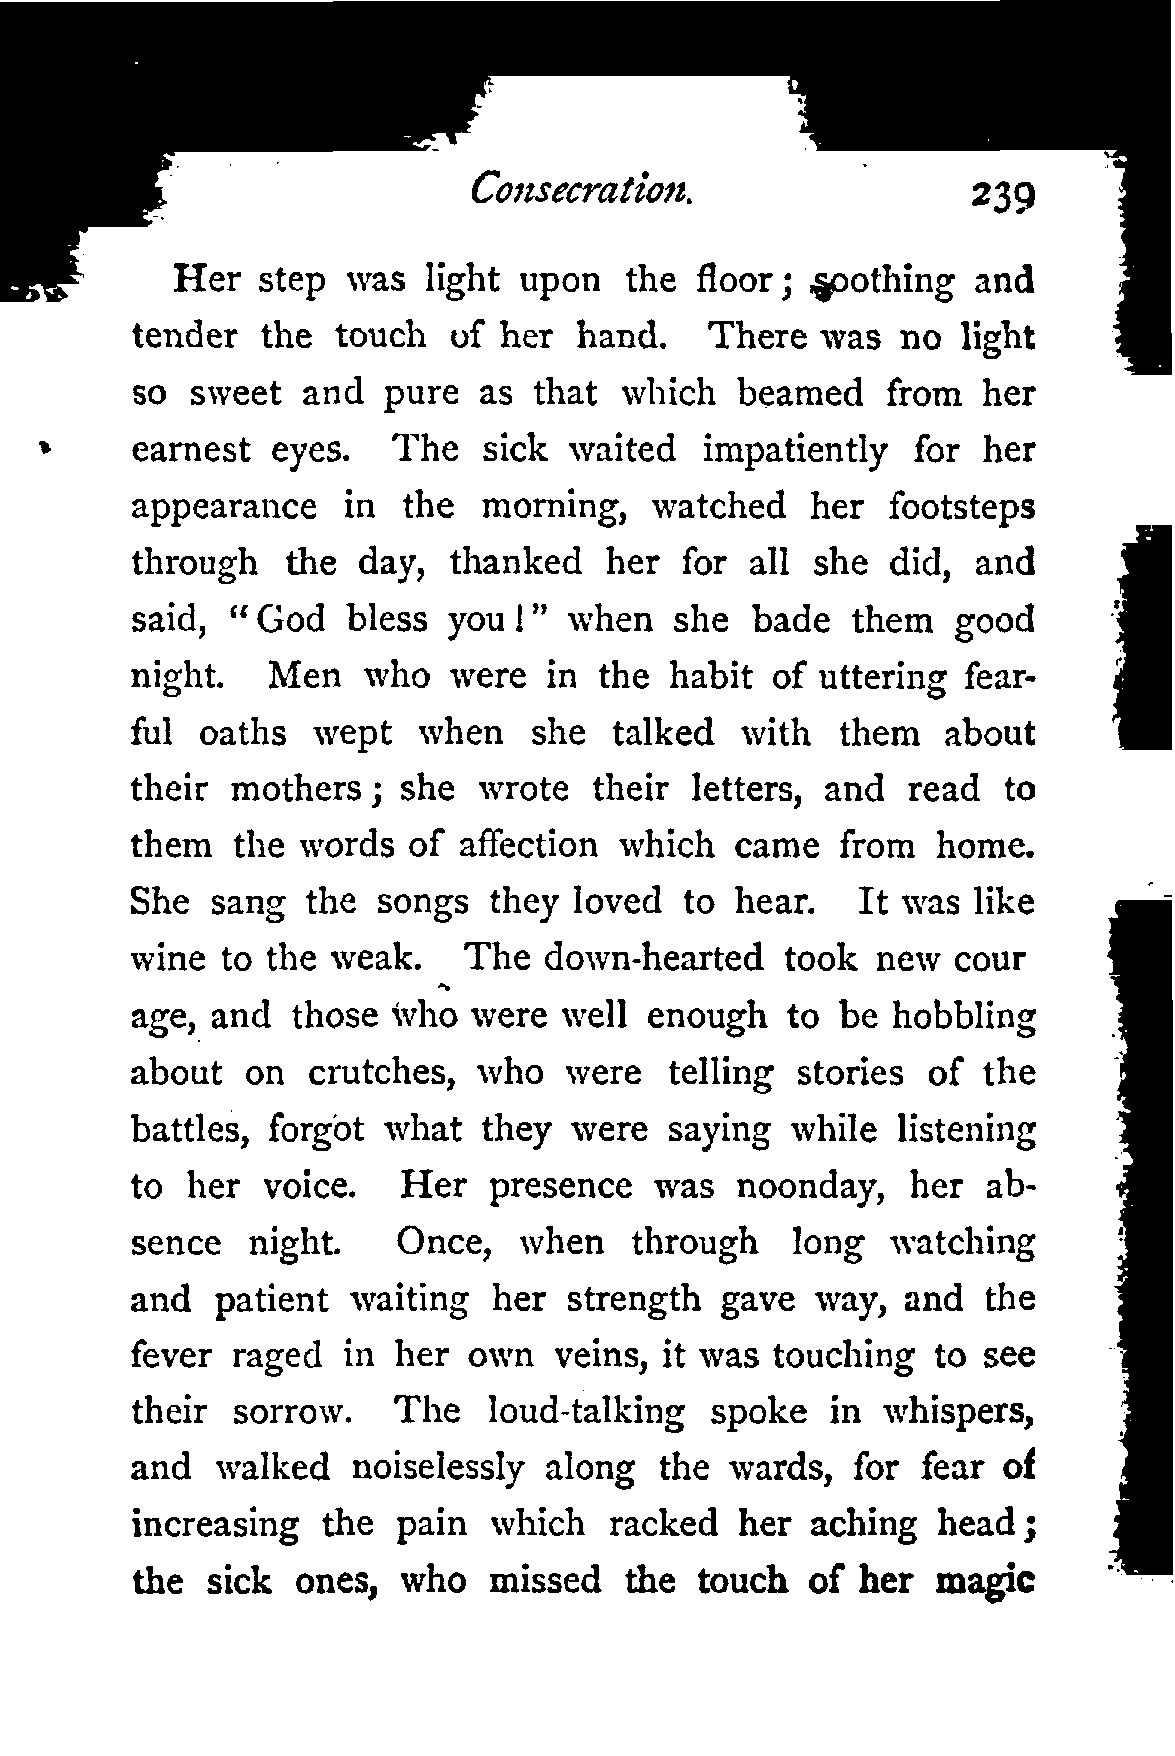 Consecration. 239
Her step was light upon the floor; soothing and
tender the touch of her hand. There was no light
so sweet and pure as that which beamed from her
earnest eyes. The sick waited impatiently for her
appearance in the morning, watched her footsteps
through the day, thanked her for all she did, and
said, “God bless you!” when she bade them good
night. Men who were in the habit of uttering fear-
ful oaths wept when she talked with them about
their mothers; she wrote their letters, and read to
them the words of affection which came from home.
She sang the songs they loved to hear. It was like
wine to the weak. The down-hearted took new cour
age, and those who were well enough to be hobbling
about on crutches, who were telling stories of the
battles, forgot what they were saying while listening
to her voice. Her presence was noonday, her ab-
sence night. Once, when through long watching
and patient waiting her strength gave way, and the
fever raged in her own veins, it was touching to see
their sorrow. The loud-talking spoke in whispers,
and walked noiselessly along the wards, for fear of
increasing the pain which racked her aching head;
the sick ones, who missed the touch of her magic